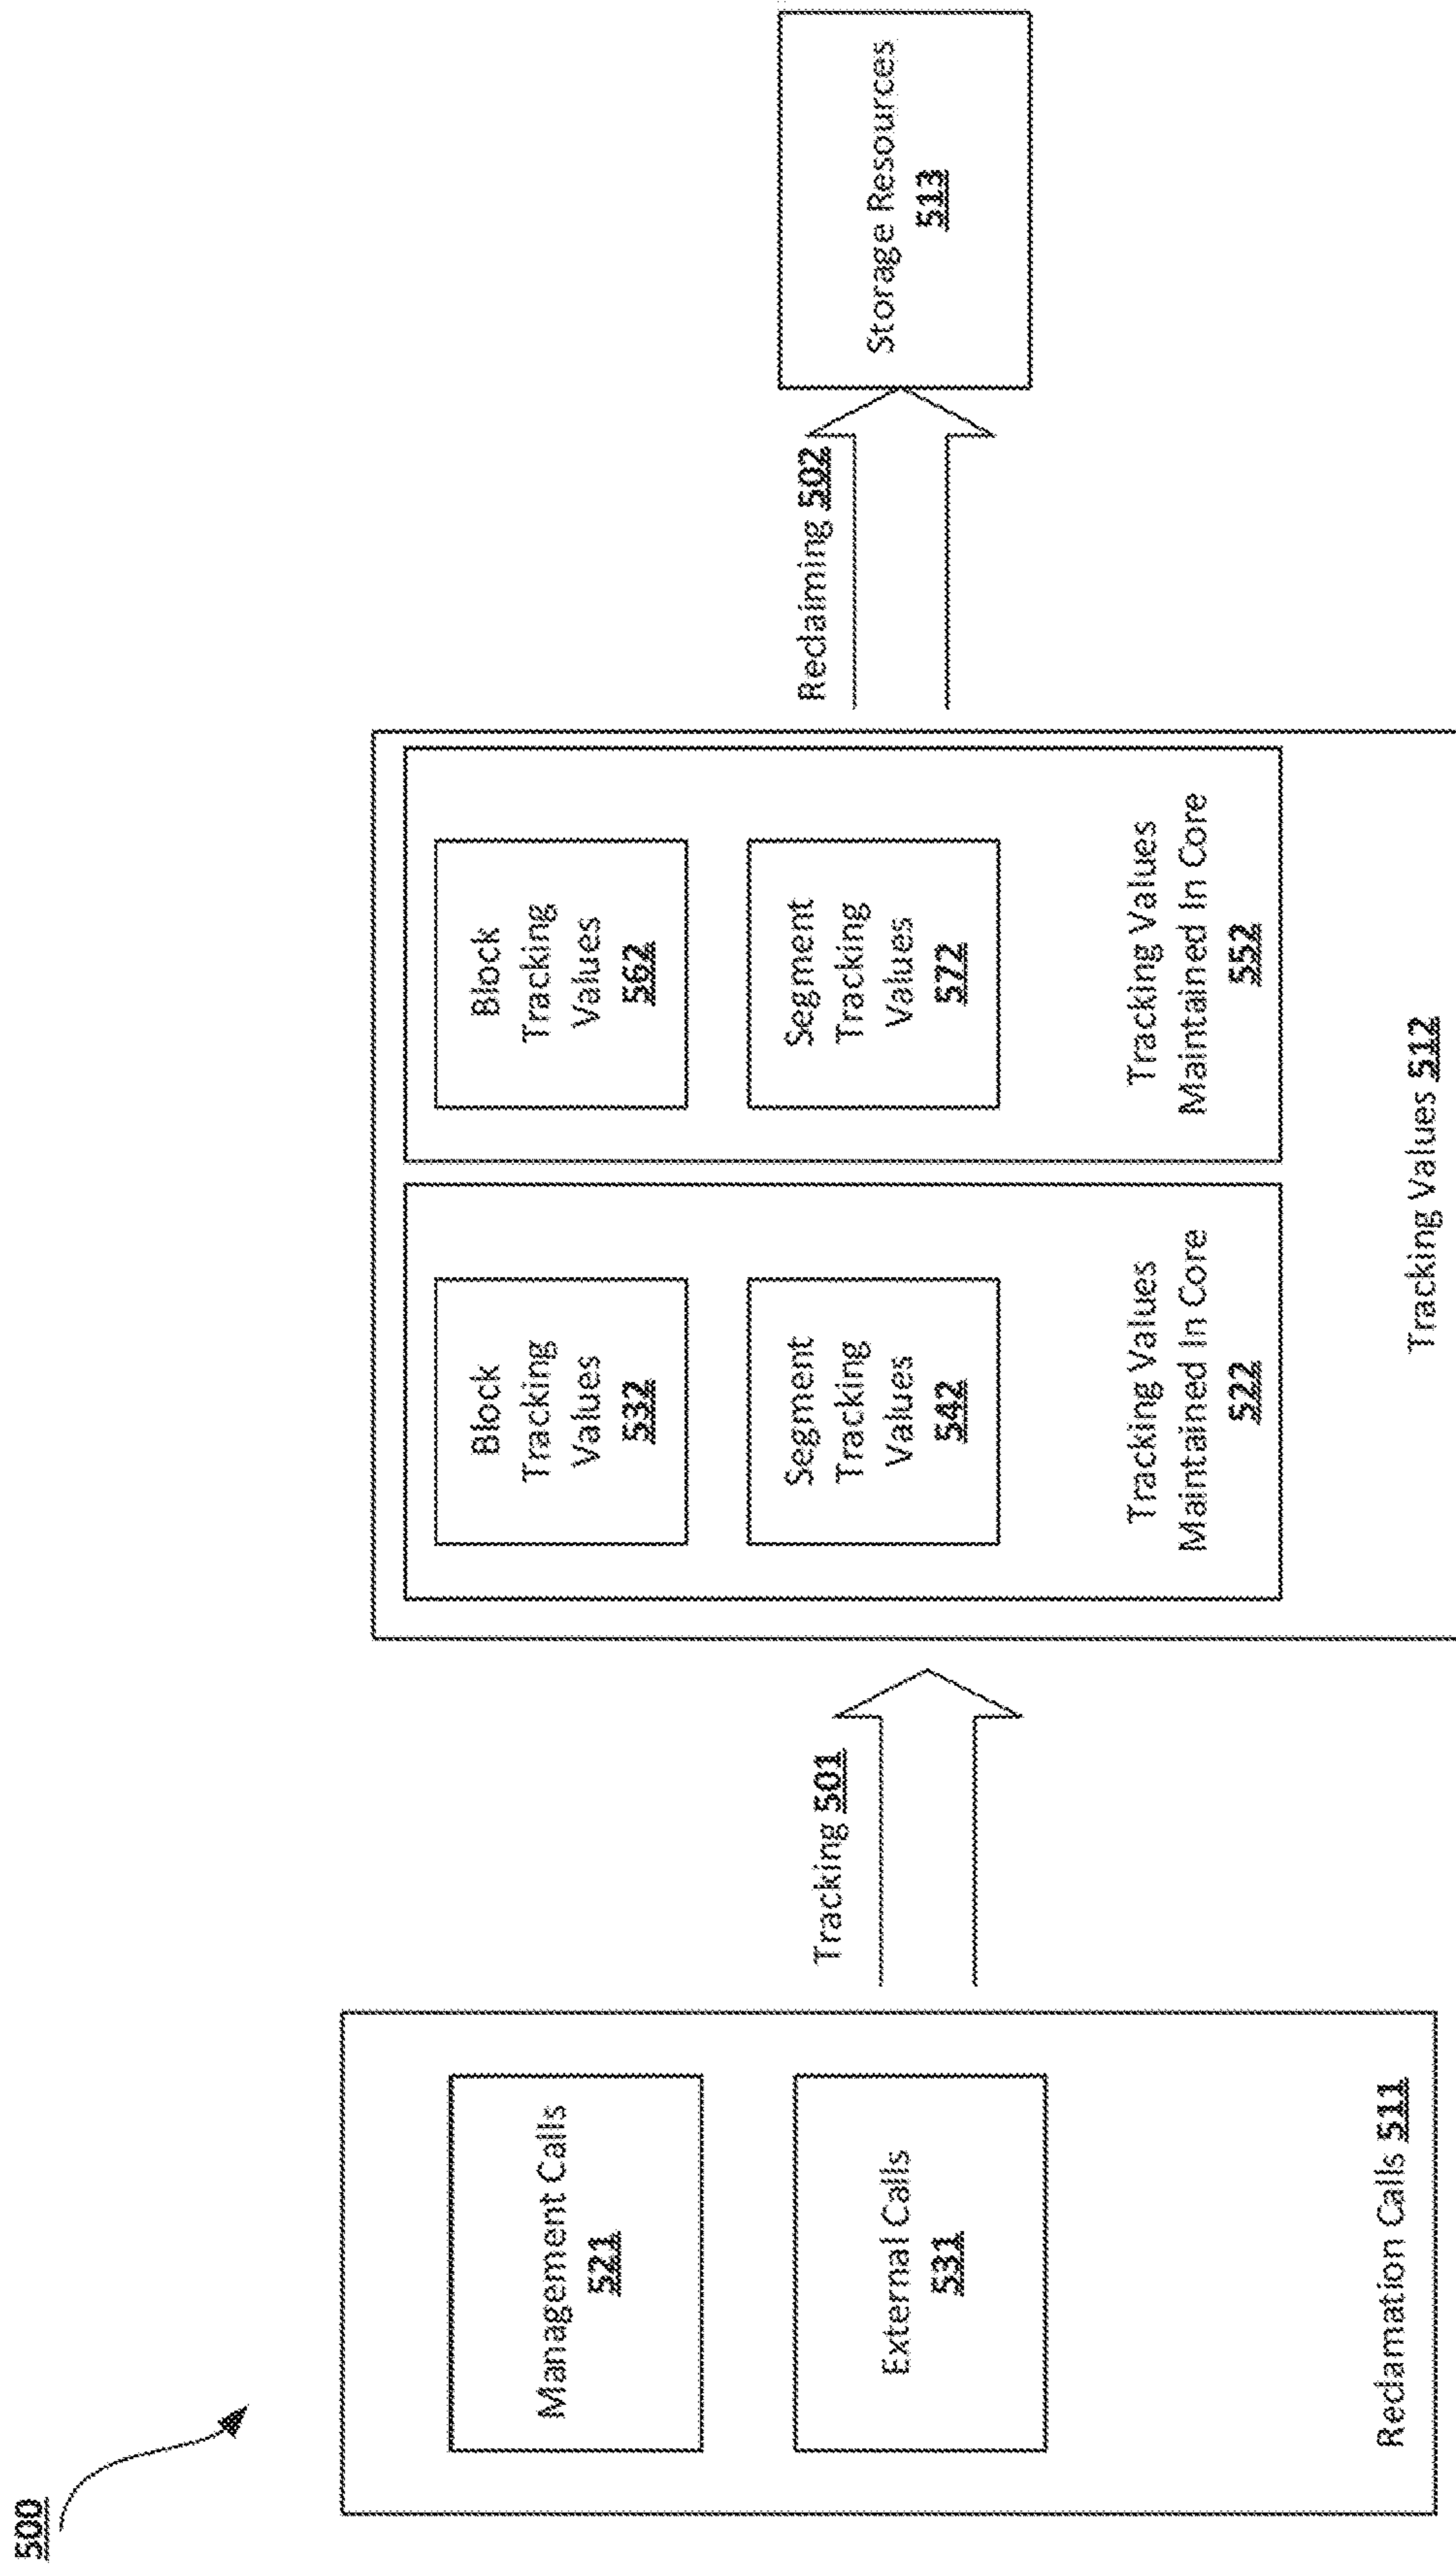 500
Management Calls
521
External Calls
531
Reclamation Calls 511
Tracking 501
Block
Tracking
Values
532
Segment
Tracking
Values
542
Tracking Values
Maintained In Core
522
Block
Tracking
Values
562
Segment
Tracking
Values
572
Tracking Values
Maintained In Core
552
Tracking Values 512
Reclaiming 502
Storage Resources
513